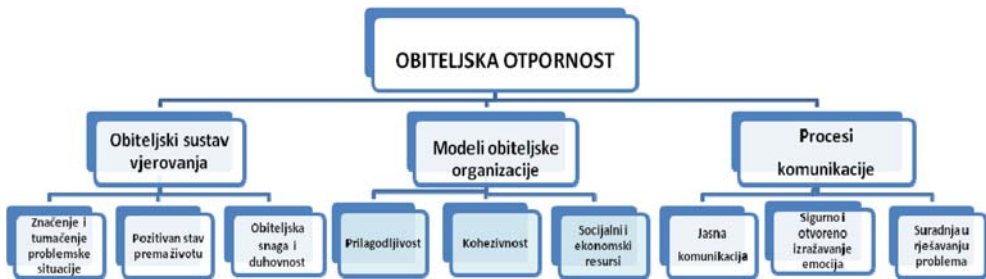 OBITELJSKA OTPORNOST
Obiteljski sustav
vjerovanja
Modeli obiteljske
organizacije
Procesi
komunikacije
Značenje i
tumačenje
problemske
situacije
Pozitivan stav
prema životu
Obiteljska
snaga i
duhovnost
Prilagodljivost
Kohezivnost
Socijalni i
ekonomski
resursi
Jasna
komunikacija
Sigurno i
otvoreno
izražavanje
emocija
Suradnja u
rješavanju
problema